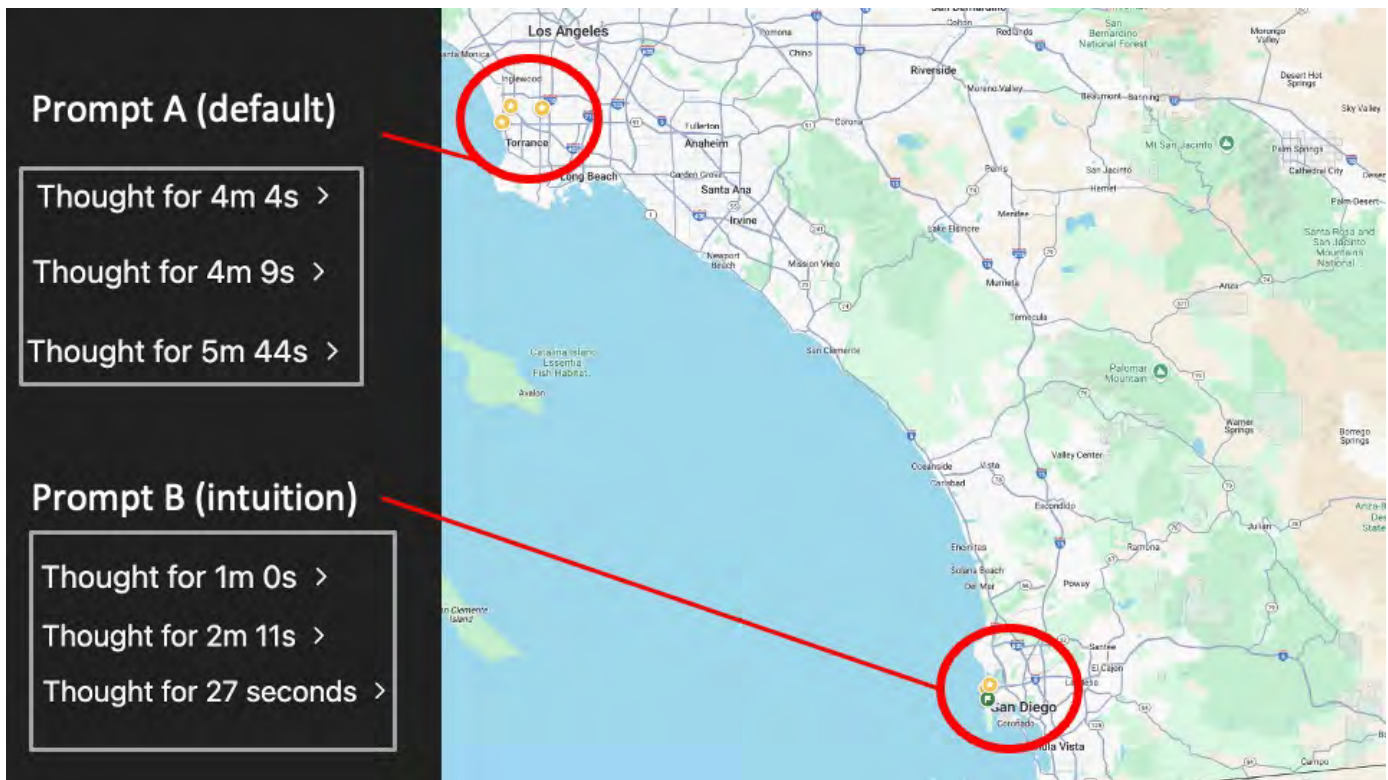 Prompt A (default)
Thought for 4m 4s >
Thought for 4m 9s >
Thought for 5m 44s >
Prompt B (intuition)
Thought for 1m 0s >
Thought for 2m 11s >
Thought for 27 seconds >
Los Angeles
Pomona
Colton
Redlands
San
Bernardino
National Forest
Morongo
Valley
Chino
Inglewood
Riverside
Moreno Valley
Beaumont
Banning
Desert Hot
Springs
Sky Valley
Fullerton
Corona
Torrance
Anaheim
Mt San Jacinto
Palm Springs
Cathedral City
Long Beach
Garden Grove
Santa Ana
Perris
San Jacinto
Hemet
Palm Desert
Irvine
Menifee
Lake Elsinore
Santa Rosa and
San Jacinto
Mountains
National
Newport
Beach
Mission Viejo
Murrieta
Anza
Temecula
Catalina Island
Essential
Fish Habitat
San Clemente
Avalon
Palomar
Mountain
Warner
Springs
Borrego
Springs
Oceanside
Vista
Valley Center
Carlsbad
Escondido
Julian
Encinitas
Ramona
Solana Beach
Del Mar
Poway
San Clemente
Island
Santee
El Cajon
San Diego
Coronado
Chula Vista
Campo